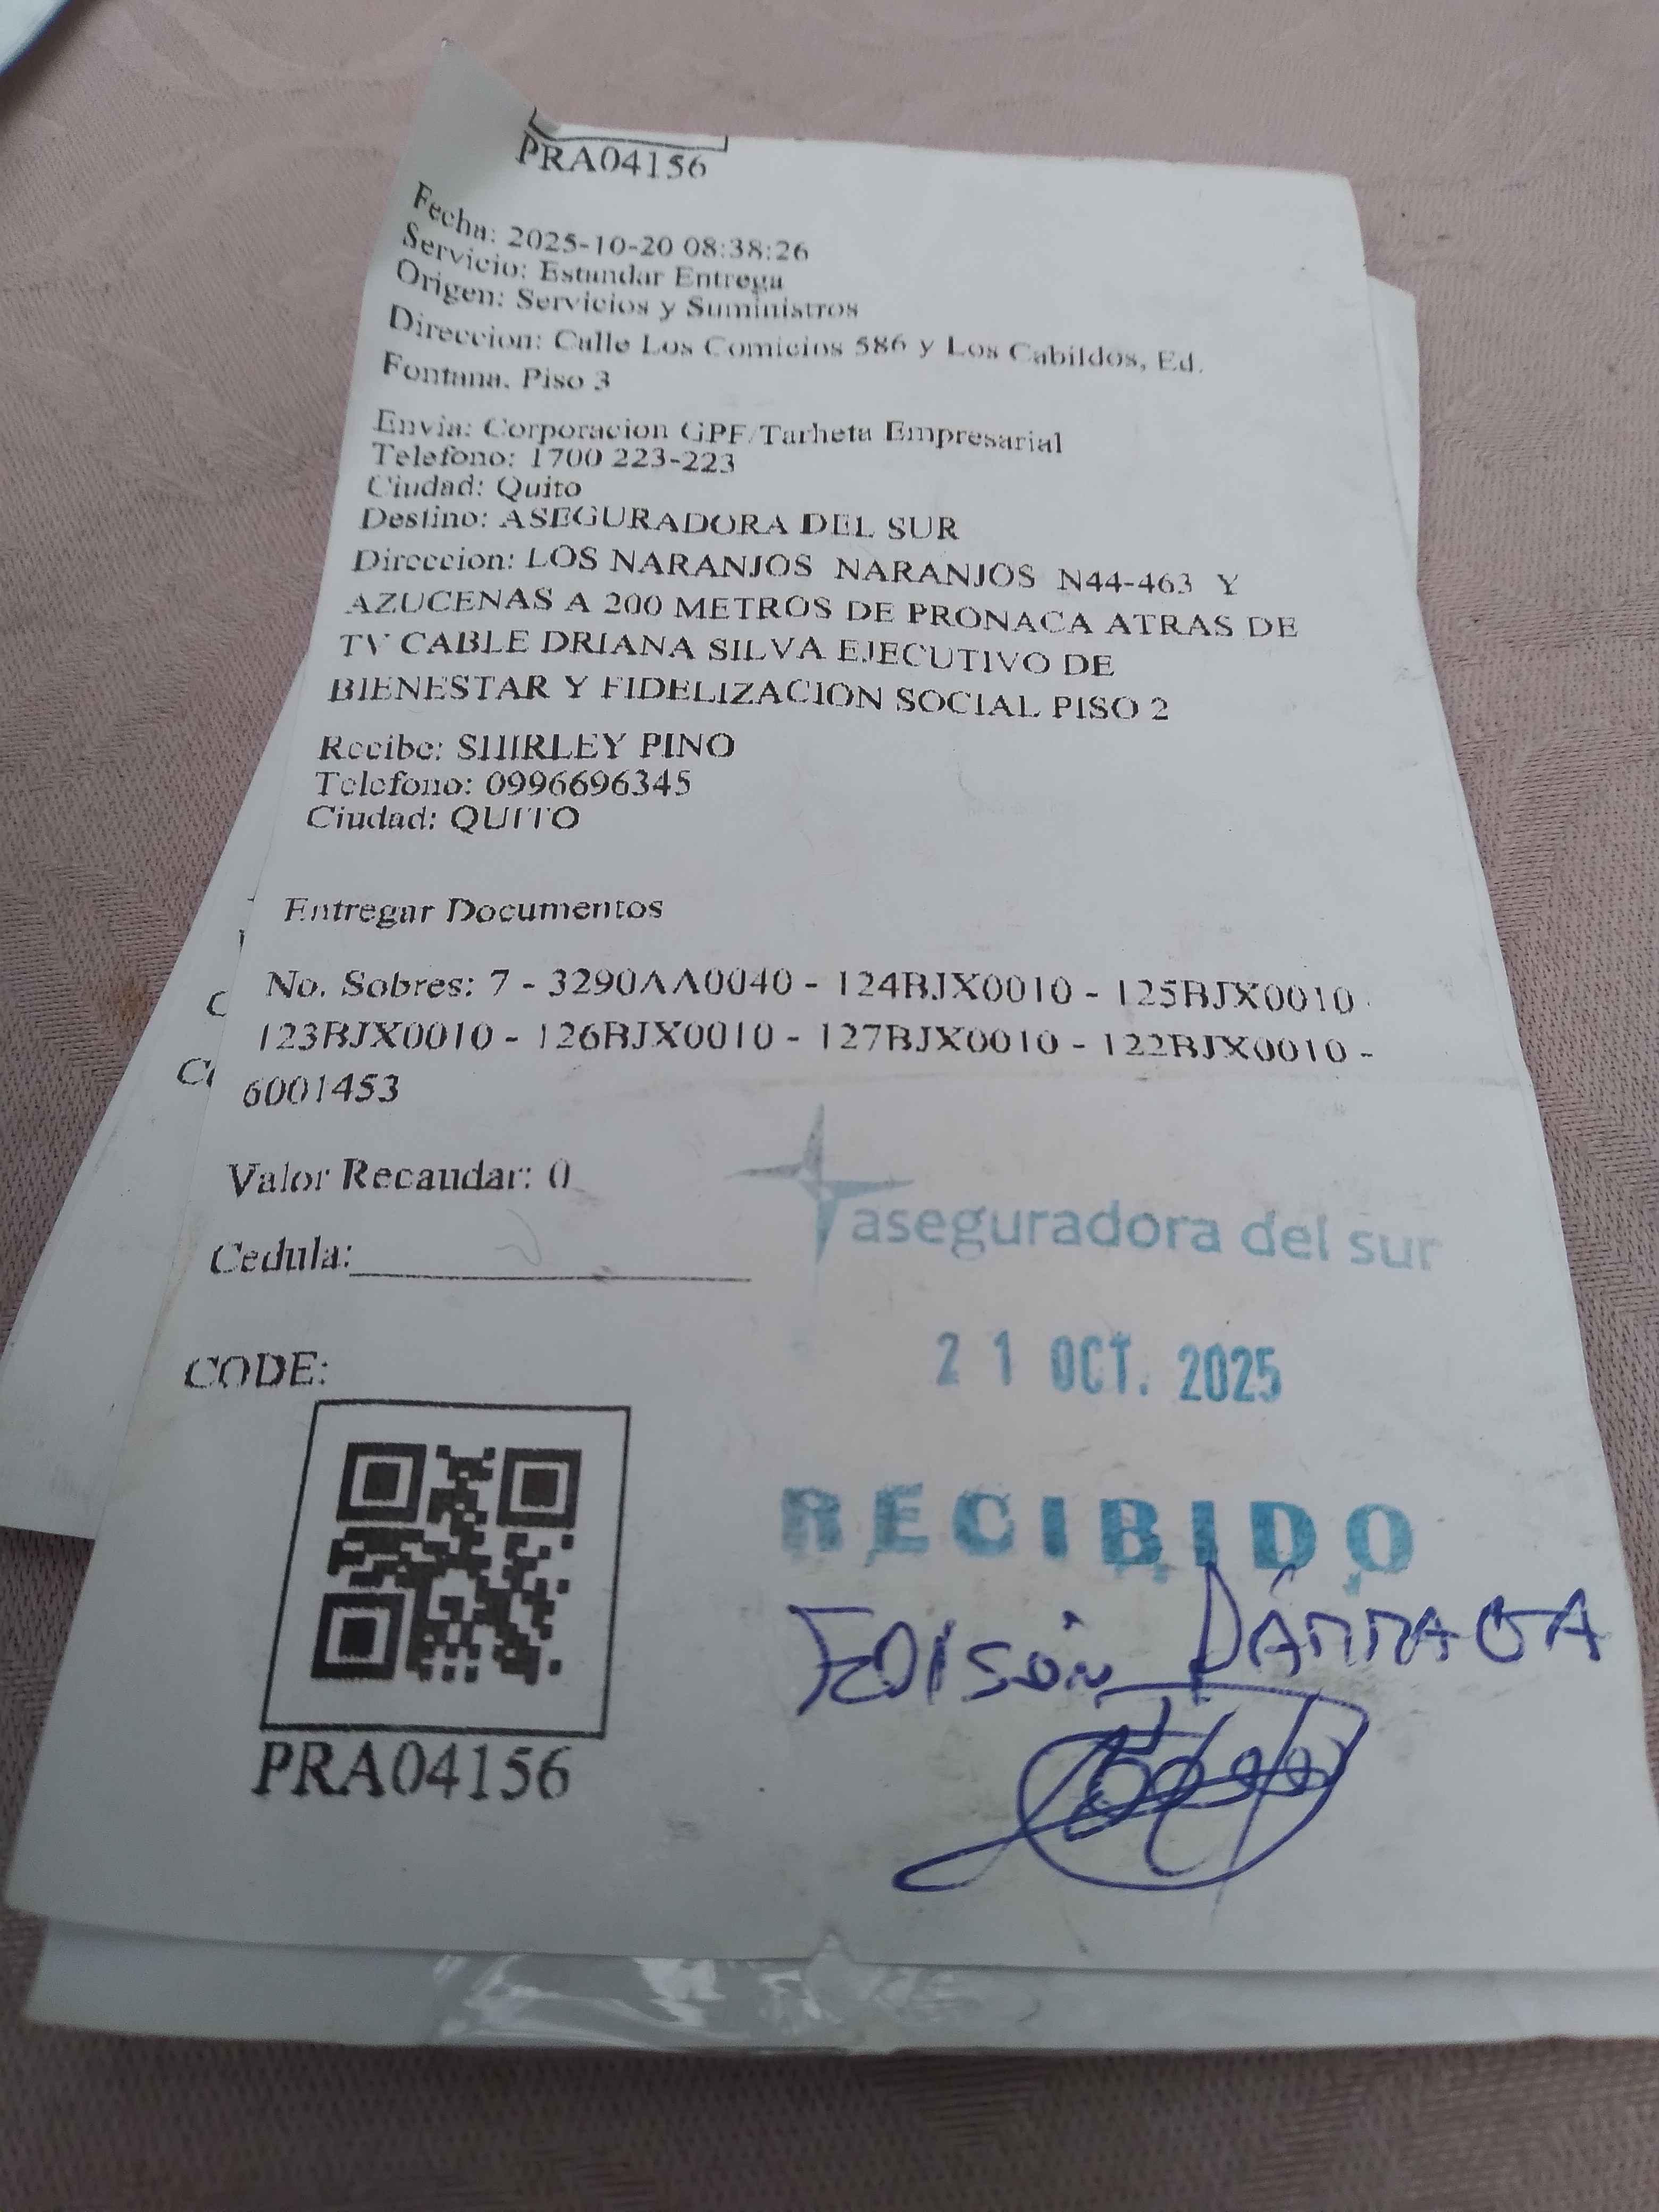 PRA04156
Fecha: 2025-10-20 08:38:26
Servicio: Estandar Entrega
Origen: Servicios y Suministros
Direccion: Calle Los Comicios 586 y Los Cabildos, Ed.
Fontana. Piso 3
Envia: Corporacion GPF/Tarheta Empresarial
Telefono: 1700 223-223
Ciudad: Quito
Destino: ASEGURADORA DEL SUR
Direccion: LOS NARANJOS NARANJOS N44-463 Y
AZUCENAS A 200 METROS DE PRONACA ATRAS DE
TV CABLE DRIANA SILVA EJECUTIVO DE
BIENESTAR Y FIDELIZACION SOCIAL PISO 2
Recibe: SHIRLEY PINO
Telefono: 0996696345
Ciudad: QUITO
Entregar Documentos
No. Sobres: 7 - 3290AA0040 - 124BJX0010 - 125BJX0010
123BJX0010 - 126BJX0010 - 127BJX0010 - 122BJX0010 -
6001453
Valor Recaudar: 0
Cedula:
aseguradora del sur
21 OCT. 2025
CODE:
RECIBIDO
EDISON PÁRRAGA
PRA04156